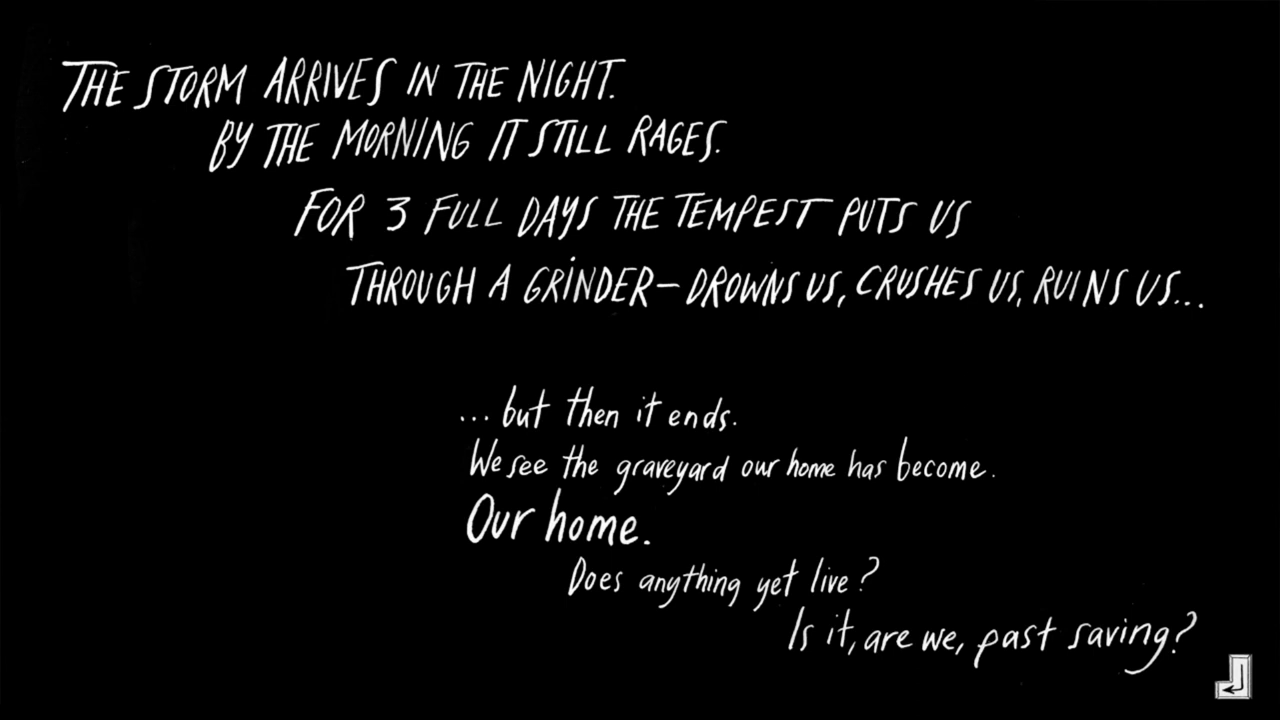 THE STORM ARRIVES IN THE NIGHT.
BY THE MORNING IT STILL RAGES.
FOR 3 FULL DAYS THE TEMPEST PUTS US
THROUGH A GRINDER – DROWNS US, CRUSHES US, RUINS US...
... but then it ends.
We see the graveyard our home has become.
Our home.
Does anything yet live?
Is it, are we, past saving?